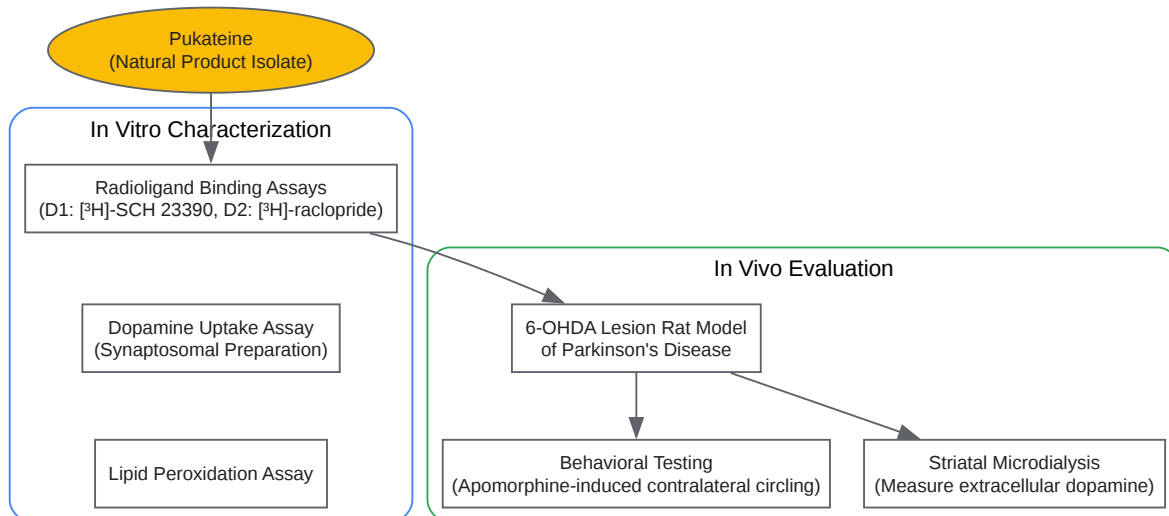 Pukateine
(Natural Product Isolate)
In Vitro Characterization
Radioligand Binding Assays
(D1: [³H]-SCH 23390, D2: [³H]-raclopride)
In Vivo Evaluation
Dopamine Uptake Assay
(Synaptosomal Preparation)
6-OHDA Lesion Rat Model
of Parkinson's Disease
Lipid Peroxidation Assay
Behavioral Testing
(Apomorphine-induced contralateral circling)
Striatal Microdialysis
(Measure extracellular dopamine)